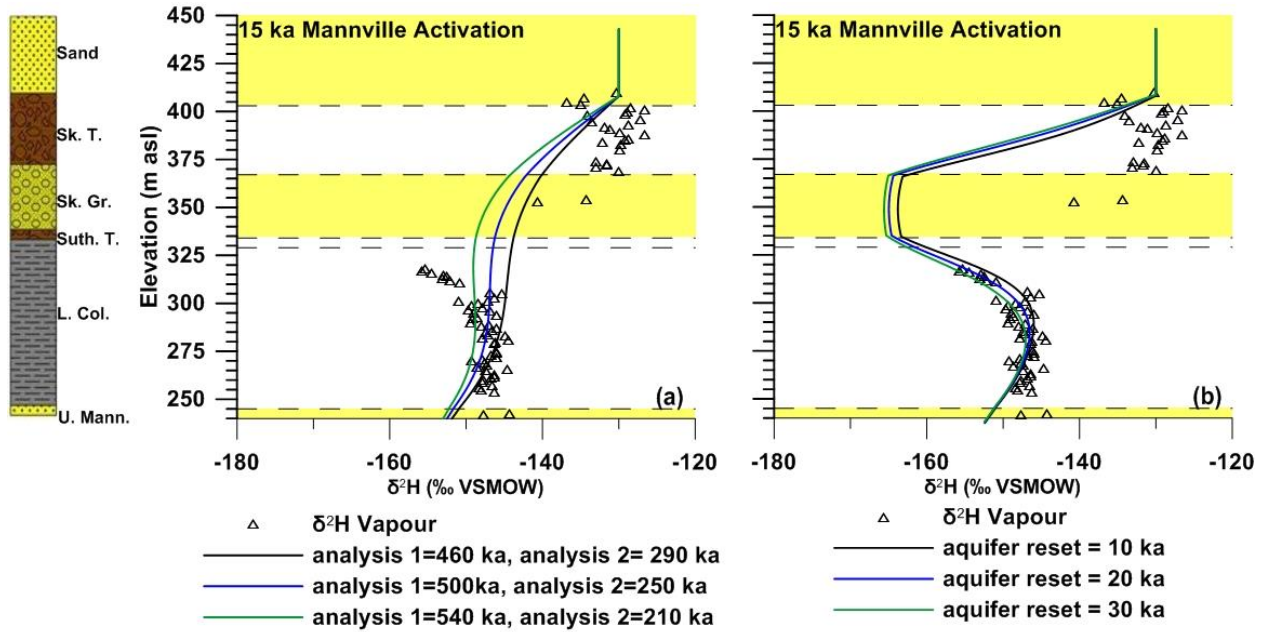 Sand
Sk. T.
Sk. Gr.
Suth. T.
L. Col.
U. Mann.
Elevation (m asl)
450
425
400
375
350
325
300
275
250
15 ka Mannville Activation
(a)
-180
-160
-140
-120
δ²H (‰ VSMOW)
δ²H Vapour
analysis 1=460 ka, analysis 2= 290 ka
analysis 1=500ka, analysis 2=250 ka
analysis 1=540 ka, analysis 2=210 ka
15 ka Mannville Activation
(b)
-180
-160
-140
-120
δ²H (‰ VSMOW)
δ²H Vapour
aquifer reset = 10 ka
aquifer reset = 20 ka
aquifer reset = 30 ka